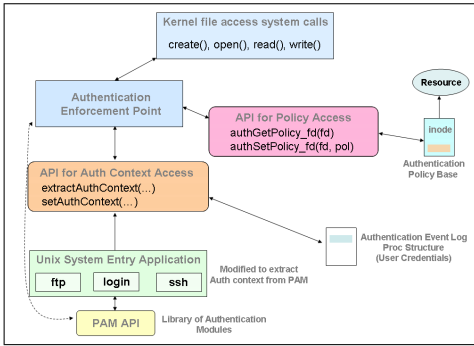 Kernel file access system calls
create(), open(), read(), write()
Resource
Authentication
Enforcement Point
API for Policy Access
authGetPolicy_fd(fd)
authSetPolicy_fd(fd, pol)
inode
Authentication
Policy Base
API for Auth Context Access
extractAuthContext(...)
setAuthContext(...)
Authentication Event Log
Proc Structure
(User Credentials)
Unix System Entry Application
ftp
login
ssh
Modified to extract
Auth context from PAM
PAM API
Library of Authentication
Modules